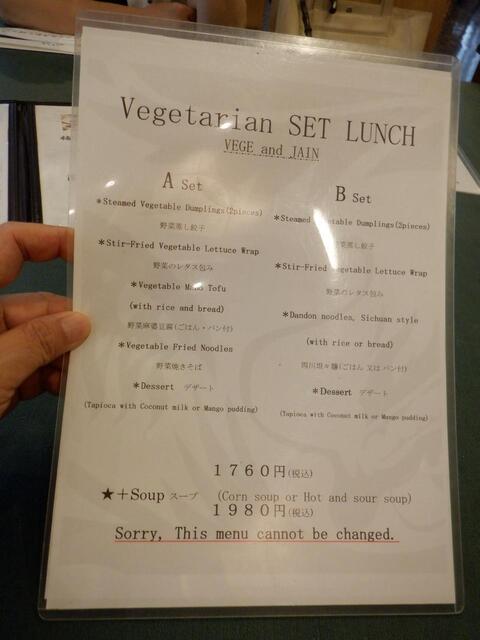 Vegetarian SET LUNCH
VEGE and JAIN
A Set
*Steamed Vegetable Dumplings(2pieces)
野菜蒸し餃子
*Stir-Fried Vegetable Lettuce Wrap
野菜のレタス包み
*Vegetable Mabo Tofu
(with rice and bread)
野菜麻婆豆腐(ごはん・パン付)
*Vegetable Fried Noodles
野菜焼きそば
*Dessert デザート
(Tapioca with Coconut milk or Mango pudding)
B Set
*Steamed Vegetable Dumplings(2pieces)
野菜蒸し餃子
*Stir-Fried Vegetable Lettuce Wrap
野菜のレタス包み
*Dandon noodles, Sichuan style
(with rice or bread)
四川坦々麺(ごはん 又は パン付)
*Dessert デザート
(Tapioca with Coconut milk or Mango pudding)
1760円(税込)
★+Soup スープ (Corn soup or Hot and sour soup)
1980円(税込)
Sorry, This menu cannot be changed.